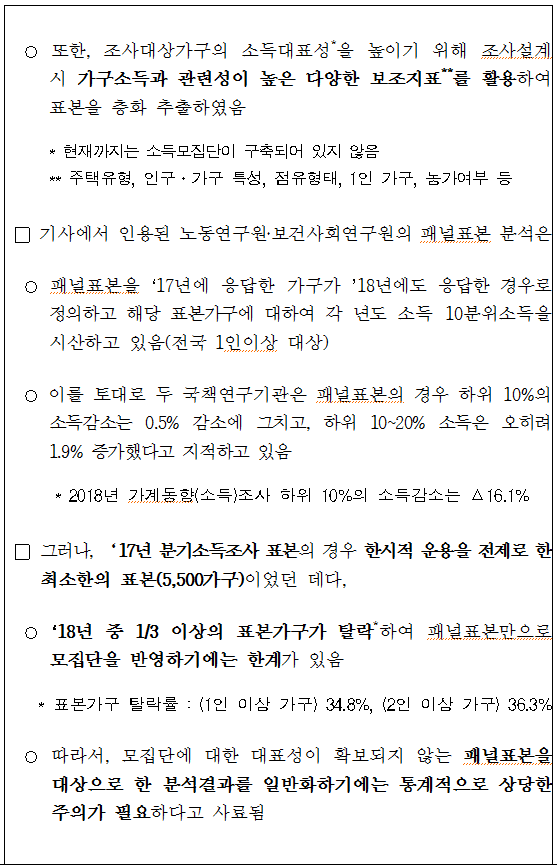 ○ 또한, 조사대상가구의 소득대표성*을 높이기 위해 조사설계
시 가구소득과 관련성이 높은 다양한 보조지표**를 활용하여
표본을 층화 추출하였음
* 현재까지는 소득모집단이 구축되어 있지 않음
** 주택유형, 인구·가구 특성, 점유형태, 1인 가구, 농가여부 등
□ 기사에서 인용된 노동연구원·보건사회연구원의 패널표본 분석은
○ 패널표본을 ‘17년에 응답한 가구가 ’18년에도 응답한 경우로
정의하고 해당 표본가구에 대하여 각 년도 소득 10분위소득을
시산하고 있음(전국 1인이상 대상)
○ 이를 토대로 두 국책연구기관은 패널표본의 경우 하위 10%의
소득감소는 0.5% 감소에 그치고, 하위 10~20% 소득은 오히려
1.9% 증가했다고 지적하고 있음
* 2018년 가계동향(소득)조사 하위 10%의 소득감소는 △16.1%
□ 그러나, ‘17년 분기소득조사 표본의 경우 한시적 운용을 전제로 한
최소한의 표본(5,500가구)이었던 데다,
○ ‘18년 중 1/3 이상의 표본가구가 탈락*하여 패널표본만으로
모집단을 반영하기에는 한계가 있음
* 표본가구 탈락률 : (1인 이상 가구) 34.8%, (2인 이상 가구) 36.3%
○ 따라서, 모집단에 대한 대표성이 확보되지 않는 패널표본을
대상으로 한 분석결과를 일반화하기에는 통계적으로 상당한
주의가 필요하다고 사료됨